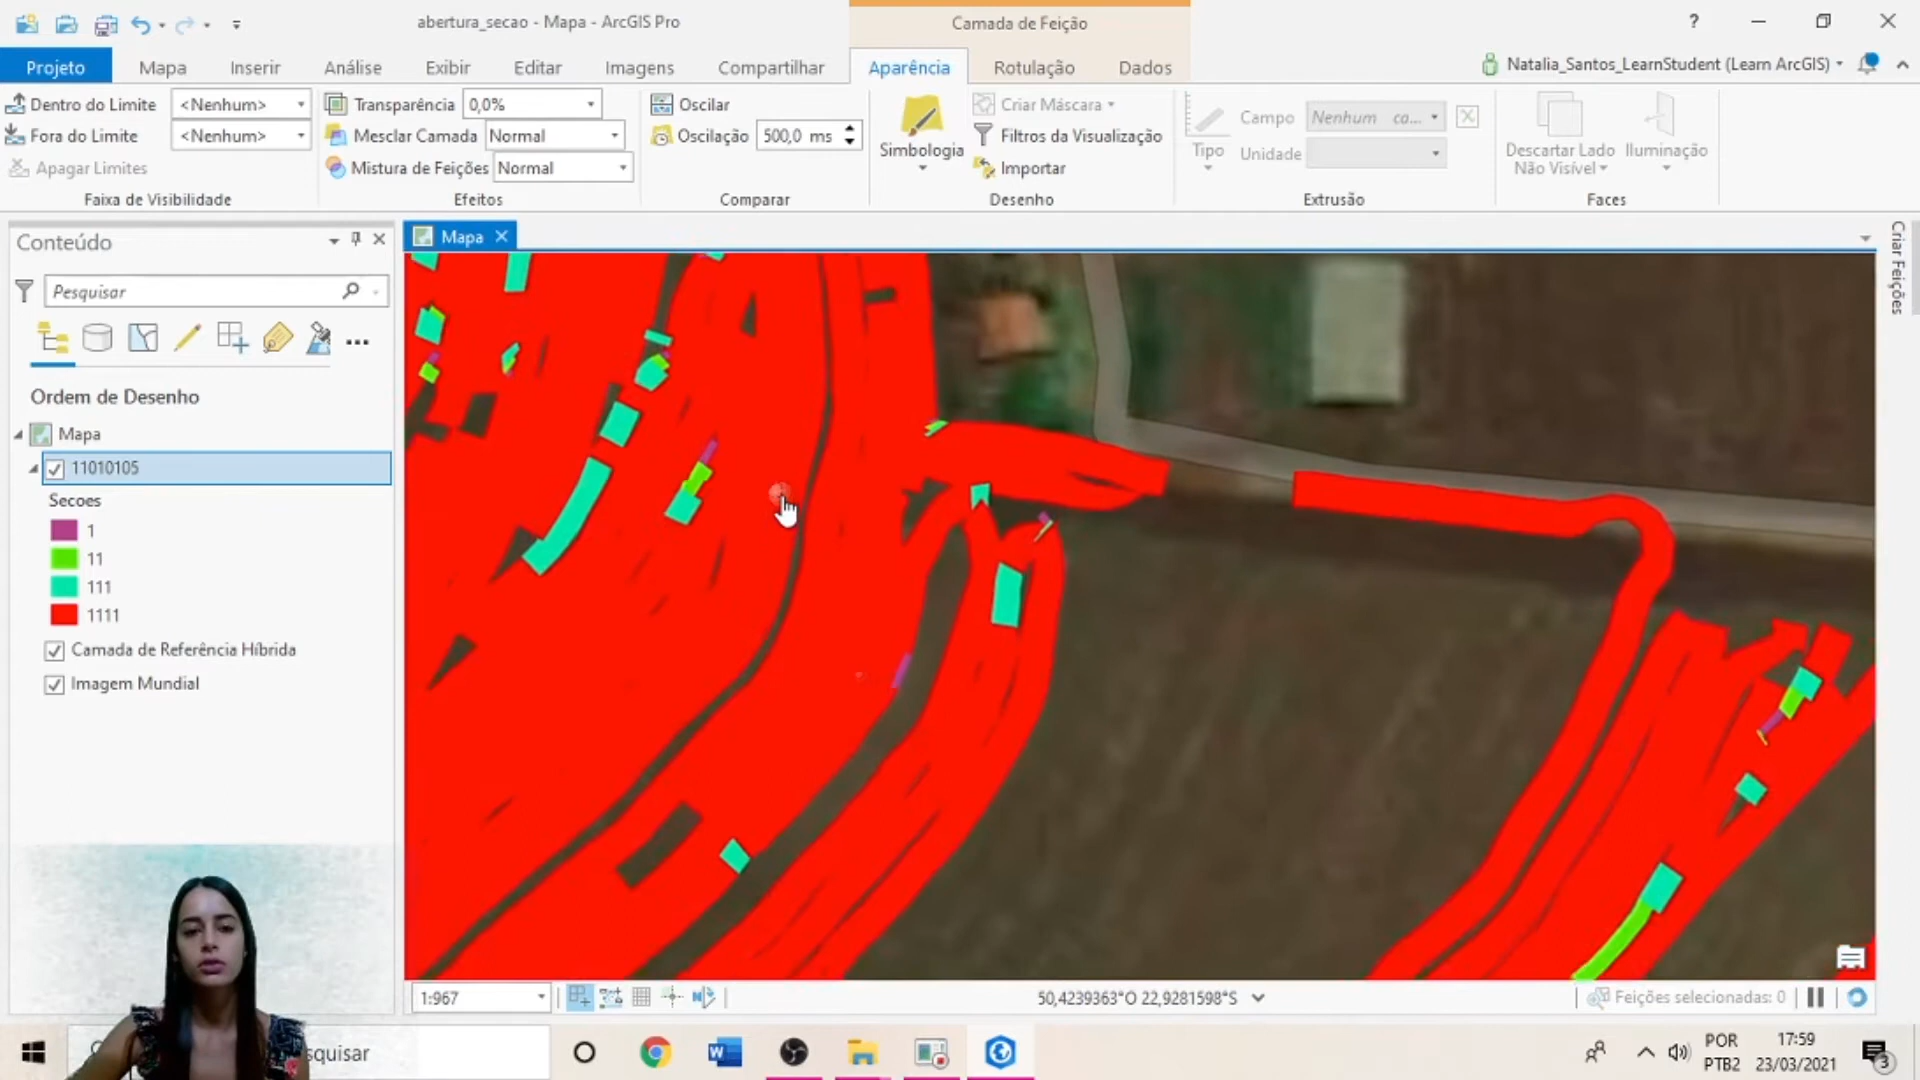 abertura_secao - Mapa - ArcGIS Pro
Camada de Feição
?
Projeto
Mapa
Inserir
Análise
Exibir
Editar
Imagens
Compartilhar
Aparência
Rotulação
Dados
Natalia_Santos_LearnStudent (Learn ArcGIS)
Dentro do Limite <Nenhum>
Fora do Limite <Nenhum>
Apagar Limites
Faixa de Visibilidade
Transparência 0,0%
Mesclar Camada Normal
Mistura de Feições Normal
Efeitos
Oscilar
Oscilação 500,0 ms
Comparar
Simbologia
Criar Máscara
Filtros da Visualização
Importar
Desenho
Tipo
Campo Nenhum ca...
Unidade
Extrusão
Descartar Lado
Não Visível
Iluminação
Faces
Conteúdo
Pesquisar
Ordem de Desenho
Mapa
11010105
Secoes
1
11
111
1111
Camada de Referência Híbrida
Imagem Mundial
Mapa
Criar Feições
1:967
50,4239363°O 22,9281598°S
Feições selecionadas: 0
squisar
POR
PTB2
17:59
23/03/2021
3